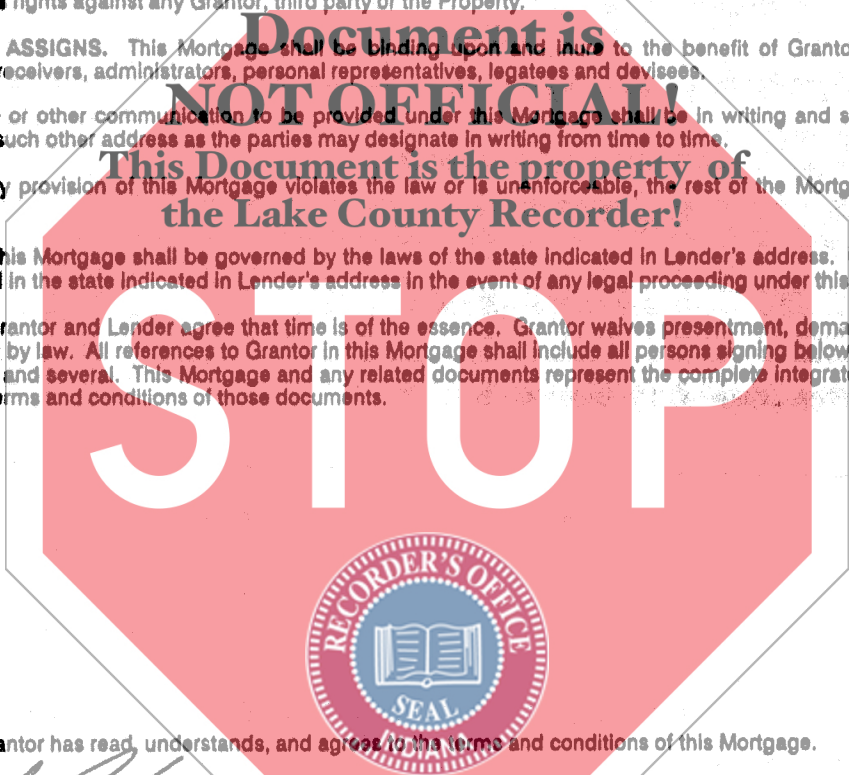 rights against any Grantor, third party or the Property.
Document is
ASSIGNS. This Mortgage shall be binding upon and inure to the benefit of Granto
eceivers, administrators, personal representatives, legatees and devisees.
NOT OFFICIAL!
or other communication to be provided under this Mortgage shall be in writing and s
such other address as the parties may designate in writing from time to time.
This Document is the property of
y provision of this Mortgage violates the law or is unenforceable, the rest of the Mortg
the Lake County Recorder!
his Mortgage shall be governed by the laws of the state indicated in Lender's address.
in the state indicated in Lender's address in the event of any legal proceeding under this
STOP
rantor and Lender agree that time is of the essence. Grantor waives presentment, dema
by law. All references to Grantor in this Mortgage shall include all persons signing below
and several. This Mortgage and any related documents represent the complete integrat
rms and conditions of those documents.
RECORDER'S OFFICE
SEAL
INDIANA
antor has read, understands, and agrees to the terms and conditions of this Mortgage.